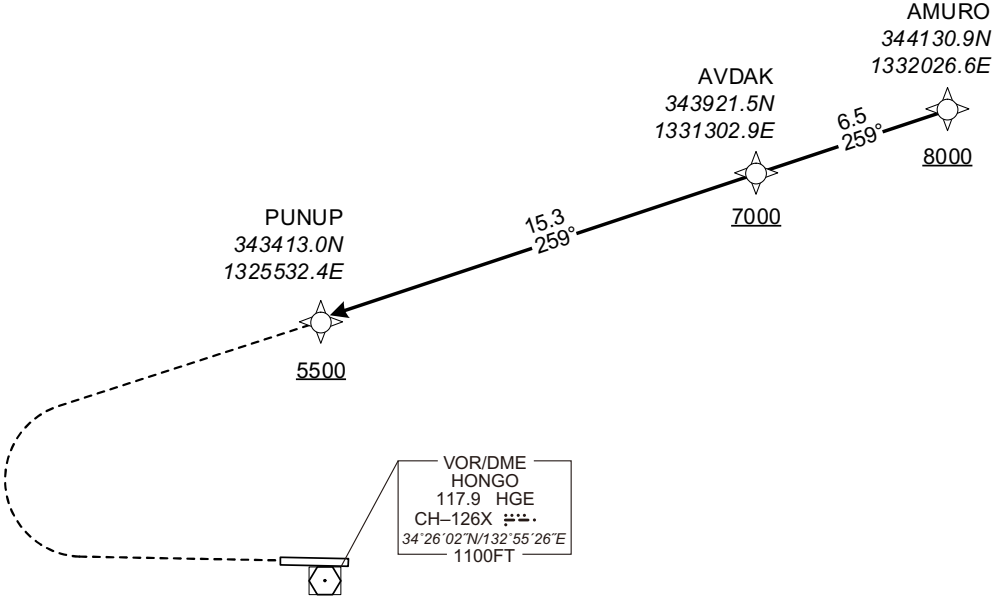 AMURO
344130.9N
1332026.6E
8000
6.5
259°
AVDAK
343921.5N
1331302.9E
7000
15.3
259°
PUNUP
343413.0N
1325532.4E
5500
VOR/DME
HONGO
117.9 HGE
CH–126X
34°26´02˝N/132°55´26˝E
1100FT